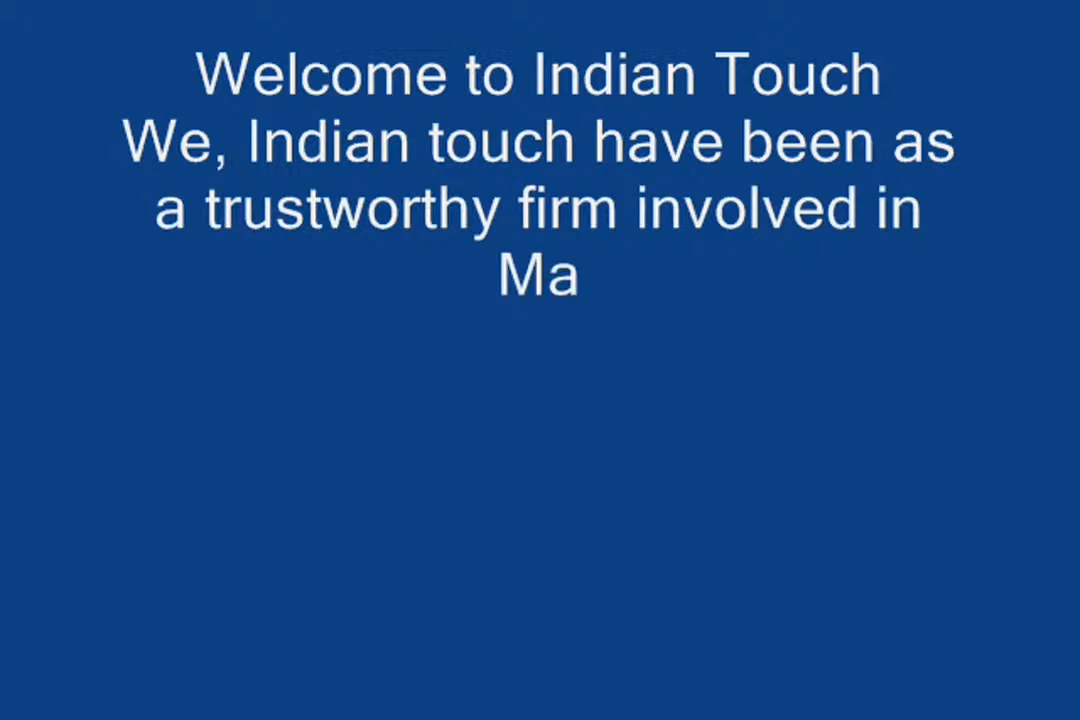 Welcome to Indian Touch
We, Indian touch have been as
a trustworthy firm involved in
Ma